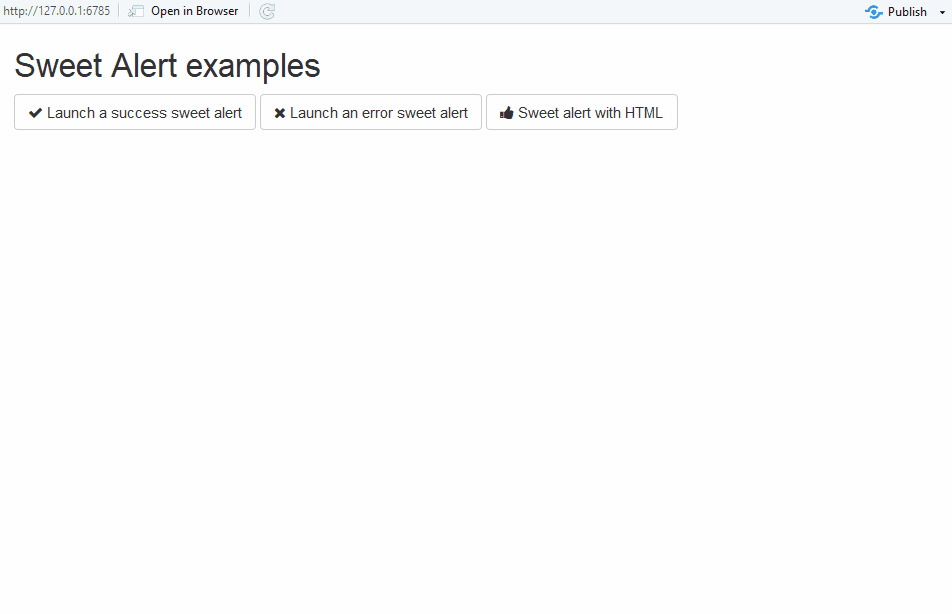 http://127.0.0.1:6785 Open in Browser Publish
Sweet Alert examples
Launch a success sweet alert Launch an error sweet alert Sweet alert with HTML